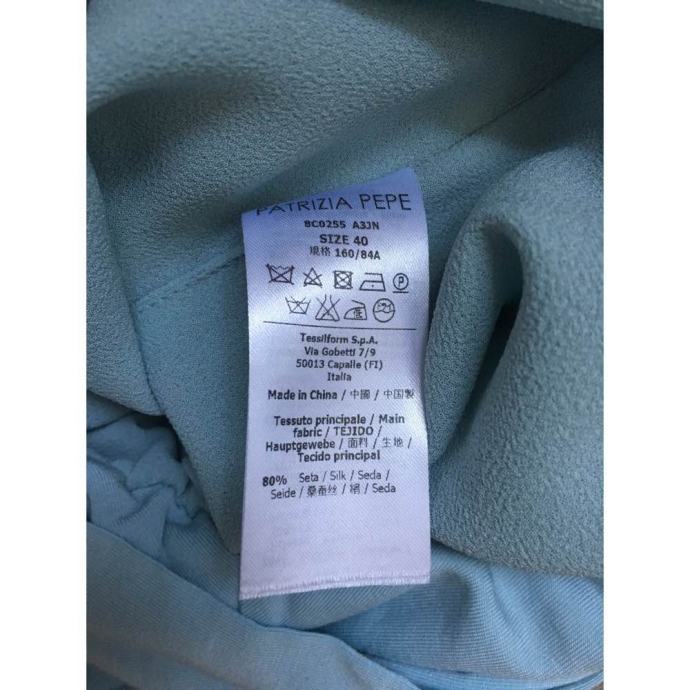 PATRIZIA PEPE
8C0255 A3JN
SIZE 40
規格 160/84A
P
Tessilform S.p.A.
Via Gobetti 7/9
50013 Capalle (FI)
Italia
Made in China / 中國 / 中国製
Tessuto principale / Main
fabric / TEJIDO /
Hauptgewebe / 面料 / 生地 /
Tecido principal
80% Seta / Silk / Seda /
Seide / 桑蚕丝 / 絹 / Seda